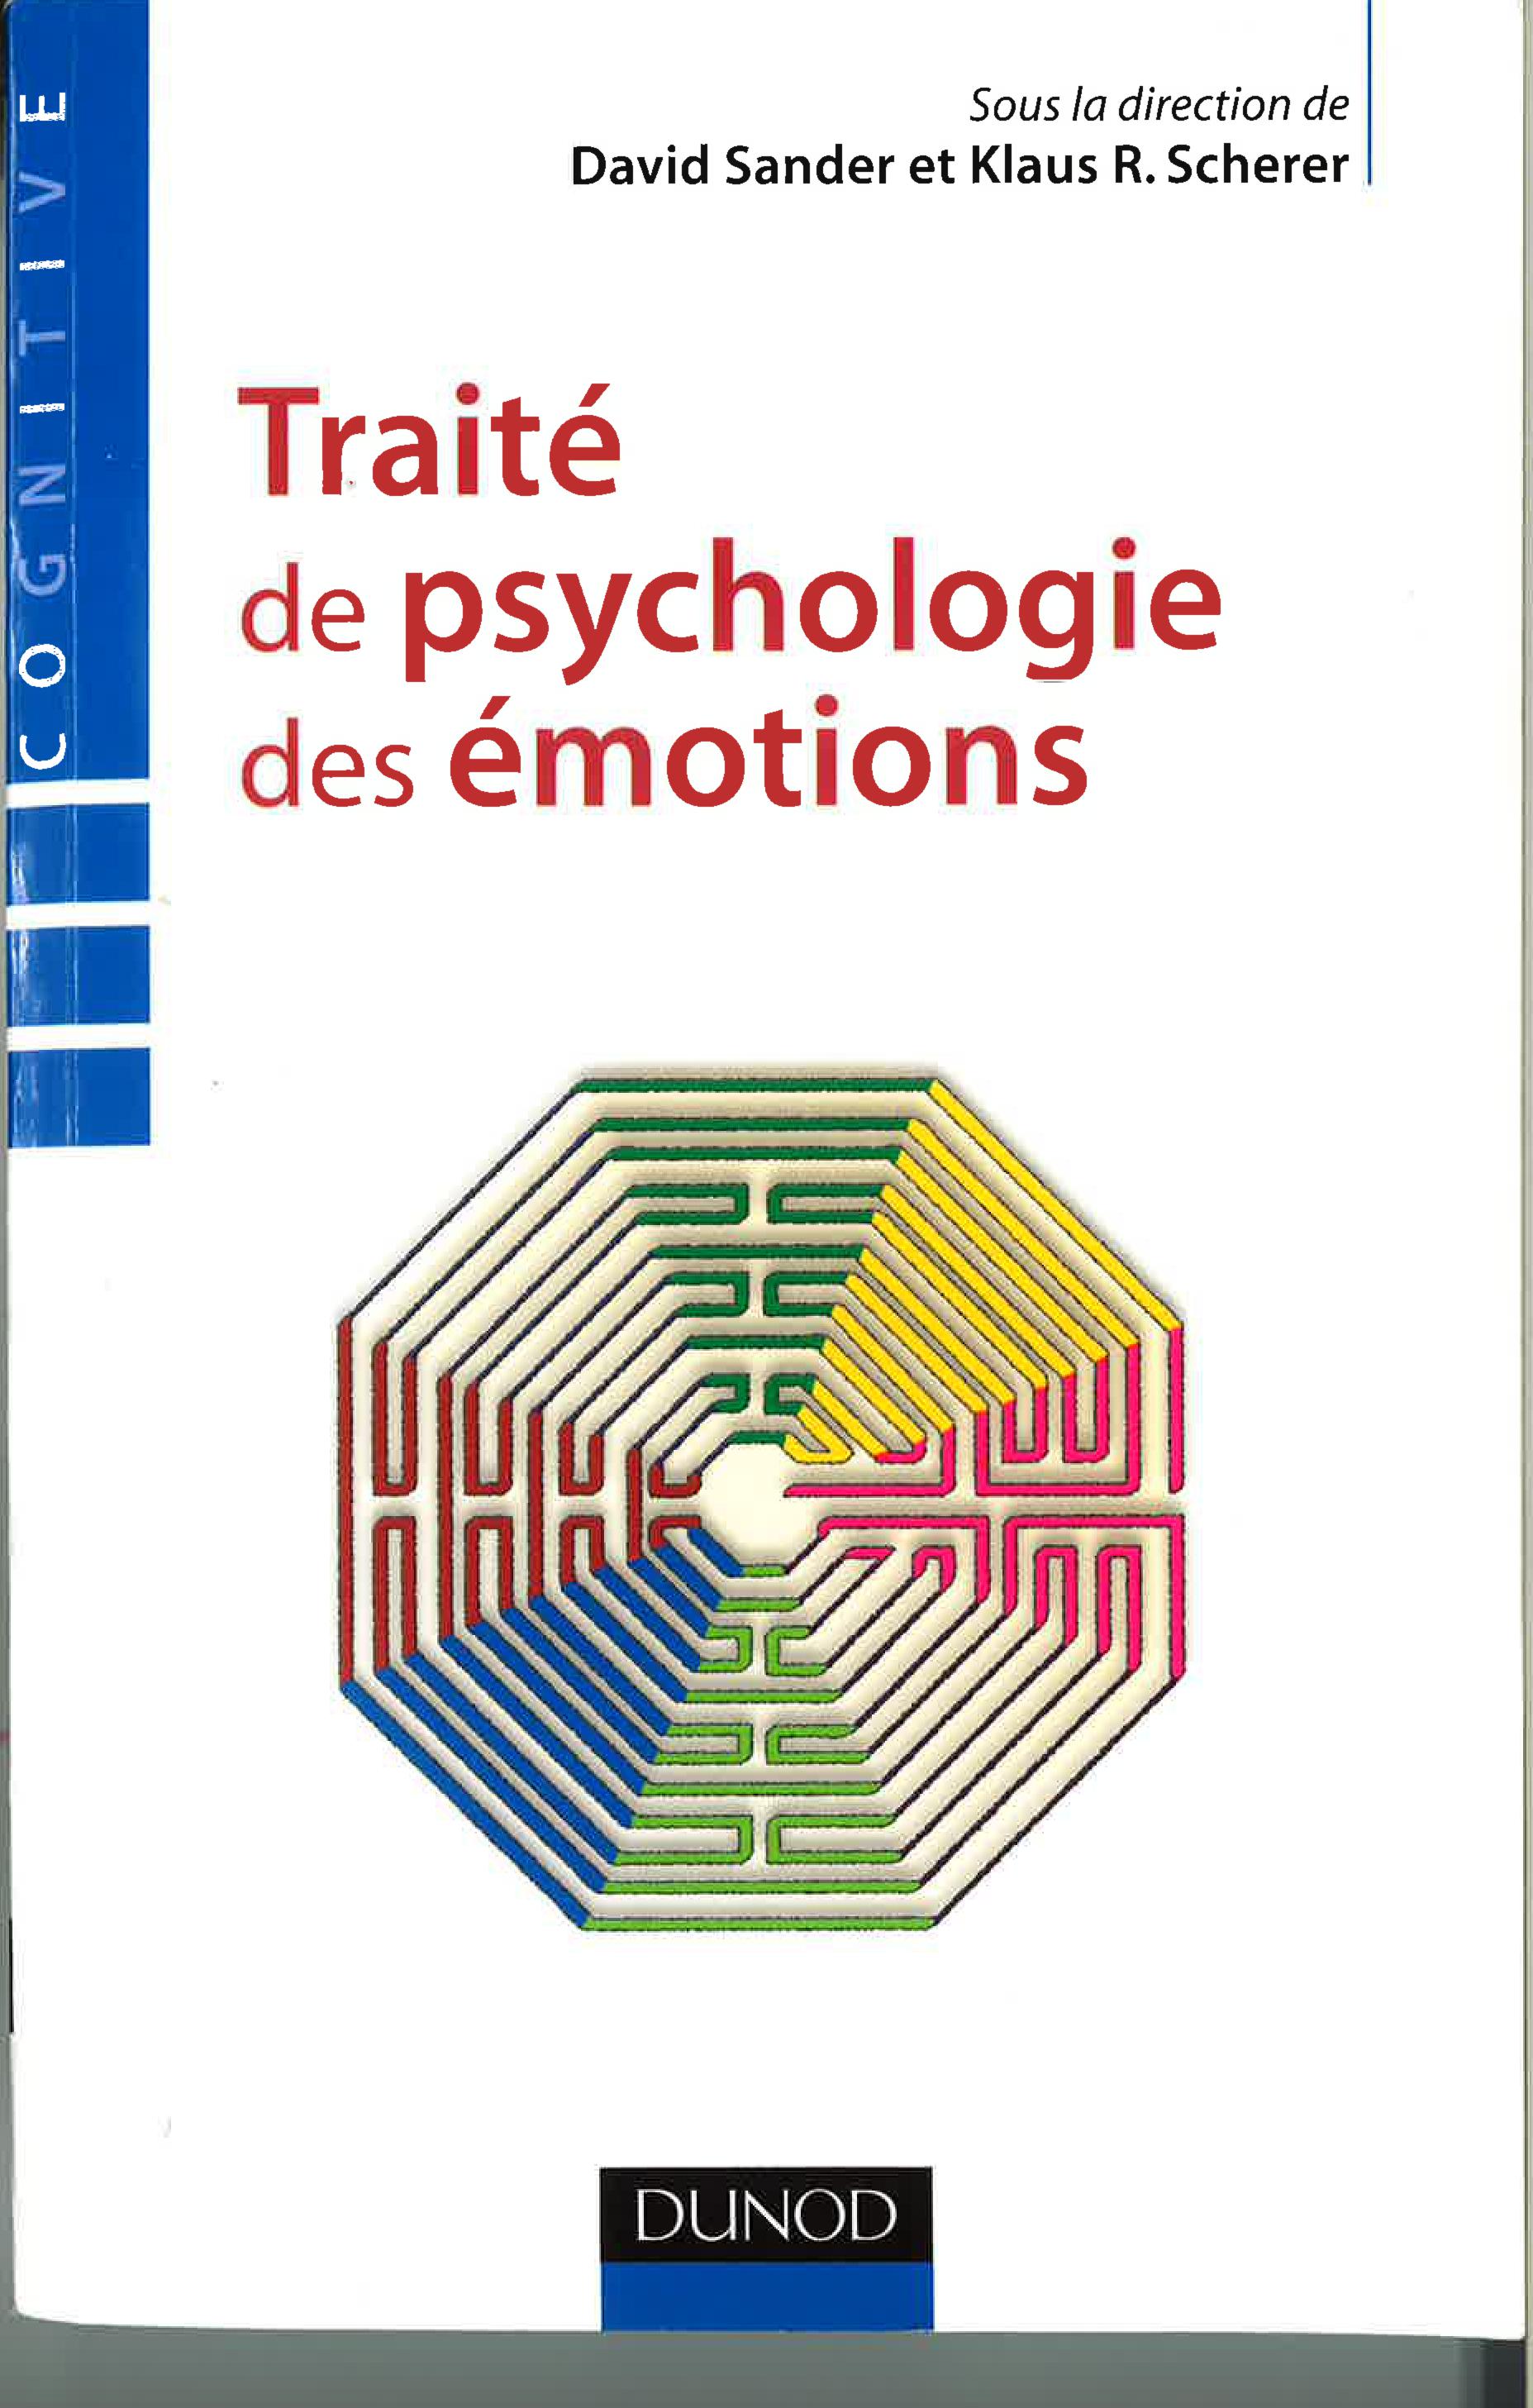 COGNITIVE
Sous la direction de
David Sander et Klaus R. Scherer
Traité
de psychologie
des émotions
DUNOD